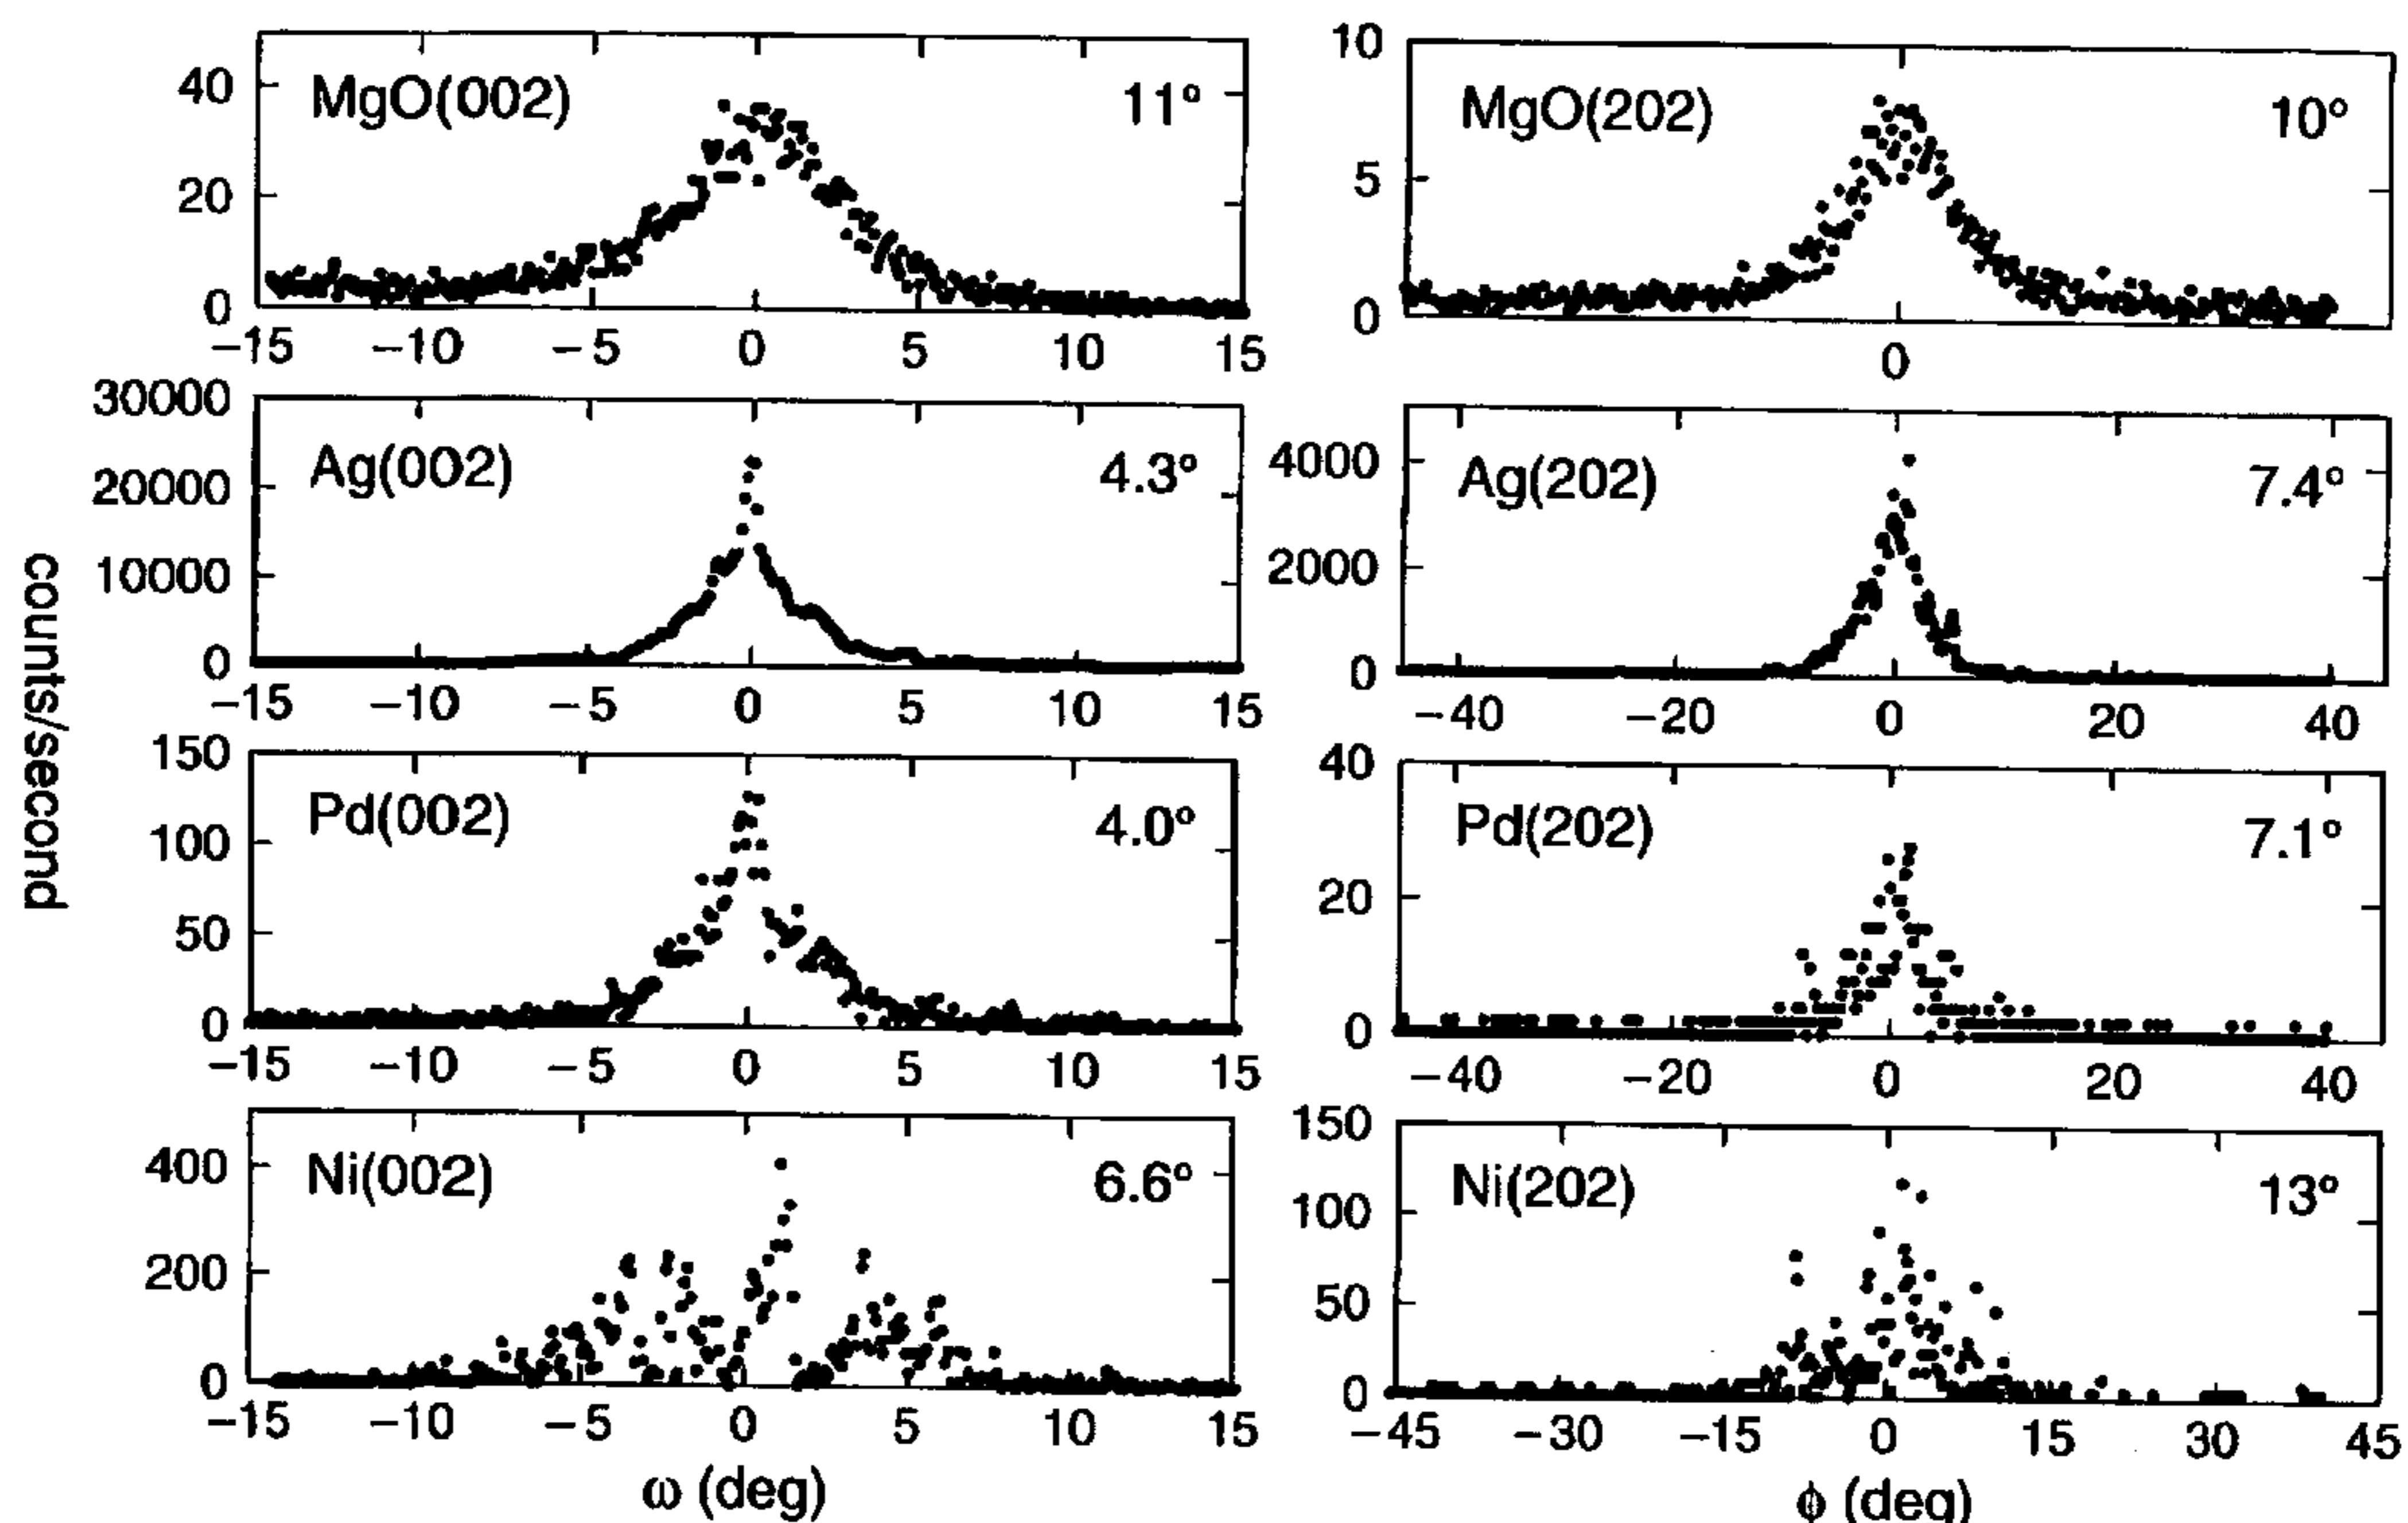 counts/second
40
20
0
MgO(002)
11°
−15 −10 −5 0 5 10 15
10
5
0
MgO(202)
10°
0
30000
20000
10000
0
Ag(002)
4.3°
−15 −10 −5 0 5 10 15
4000
2000
0
Ag(202)
7.4°
−40 −20 0 20 40
150
100
50
0
Pd(002)
4.0°
−15 −10 −5 0 5 10 15
40
20
0
Pd(202)
7.1°
−40 −20 0 20 40
400
200
0
Ni(002)
6.6°
−15 −10 −5 0 5 10 15
ω (deg)
150
100
50
0
Ni(202)
13°
−45 −30 −15 0 15 30 45
ϕ (deg)